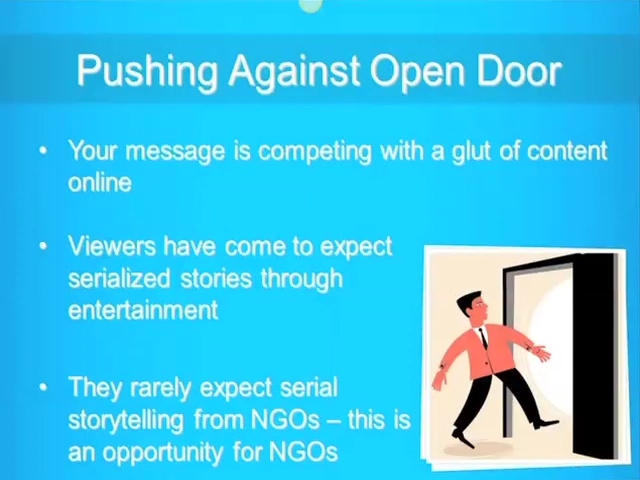 Pushing Against Open Door
• Your message is competing with a glut of content
online
• Viewers have come to expect
serialized stories through
entertainment
• They rarely expect serial
storytelling from NGOs – this is
an opportunity for NGOs